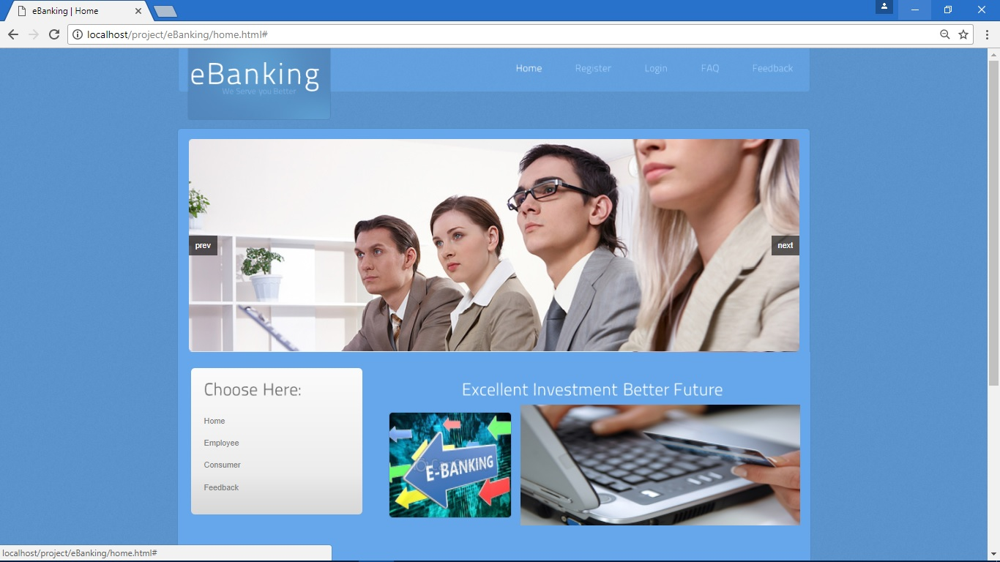 eBanking | Home
localhost/project/eBanking/home.html#
eBanking
We Serve you Better
Home Register Login FAQ Feedback
prev
next
Choose Here:
Home
Employee
Consumer
Feedback
Excellent Investment Better Future
E-BANKING
localhost/project/eBanking/home.html#